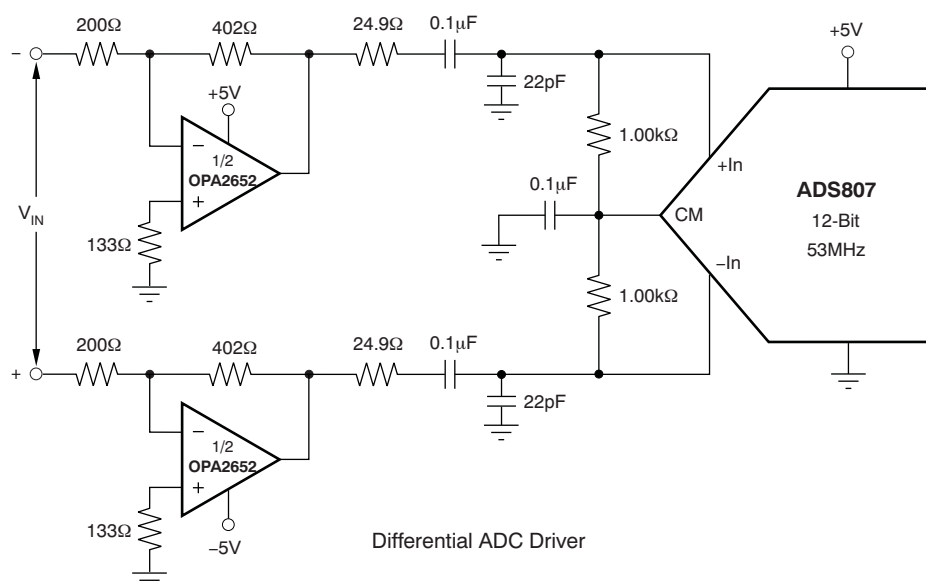 200Ω
402Ω
24.9Ω
0.1µF
−
+5V
22pF
+5V
−
1/2
OPA2652
+
1.00kΩ
+In
0.1µF
ADS807
VIN
133Ω
CM
12-Bit
53MHz
−In
1.00kΩ
200Ω
402Ω
24.9Ω
0.1µF
+
22pF
−
1/2
OPA2652
+
133Ω
−5V
Differential ADC Driver